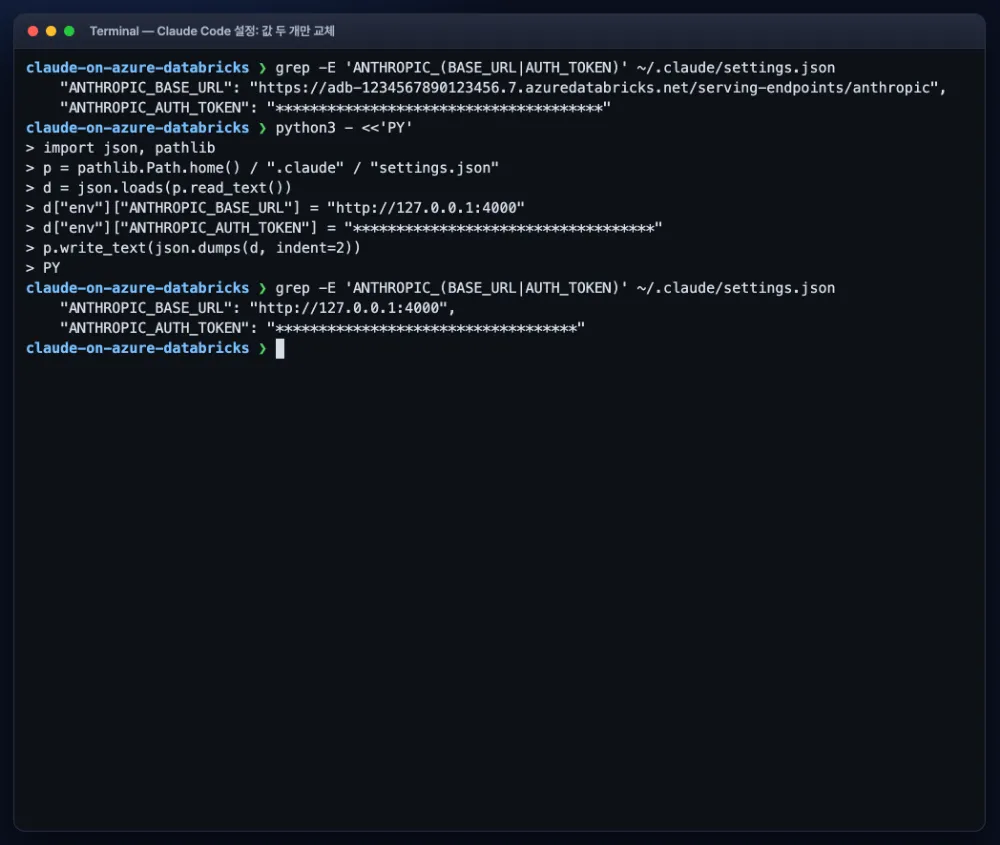 Terminal — Claude Code 설정: 값 두 개만 교체
claude-on-azure-databricks ❯ grep -E 'ANTHROPIC_(BASE_URL|AUTH_TOKEN)' ~/.claude/settings.json
    "ANTHROPIC_BASE_URL": "https://adb-1234567890123456.7.azuredatabricks.net/serving-endpoints/anthropic",
    "ANTHROPIC_AUTH_TOKEN": "**************************************"
claude-on-azure-databricks ❯ python3 - <<'PY'
> import json, pathlib
> p = pathlib.Path.home() / ".claude" / "settings.json"
> d = json.loads(p.read_text())
> d["env"]["ANTHROPIC_BASE_URL"] = "http://127.0.0.1:4000"
> d["env"]["ANTHROPIC_AUTH_TOKEN"] = "***********************************"
> p.write_text(json.dumps(d, indent=2))
> PY
claude-on-azure-databricks ❯ grep -E 'ANTHROPIC_(BASE_URL|AUTH_TOKEN)' ~/.claude/settings.json
    "ANTHROPIC_BASE_URL": "http://127.0.0.1:4000",
    "ANTHROPIC_AUTH_TOKEN": "***********************************"
claude-on-azure-databricks ❯